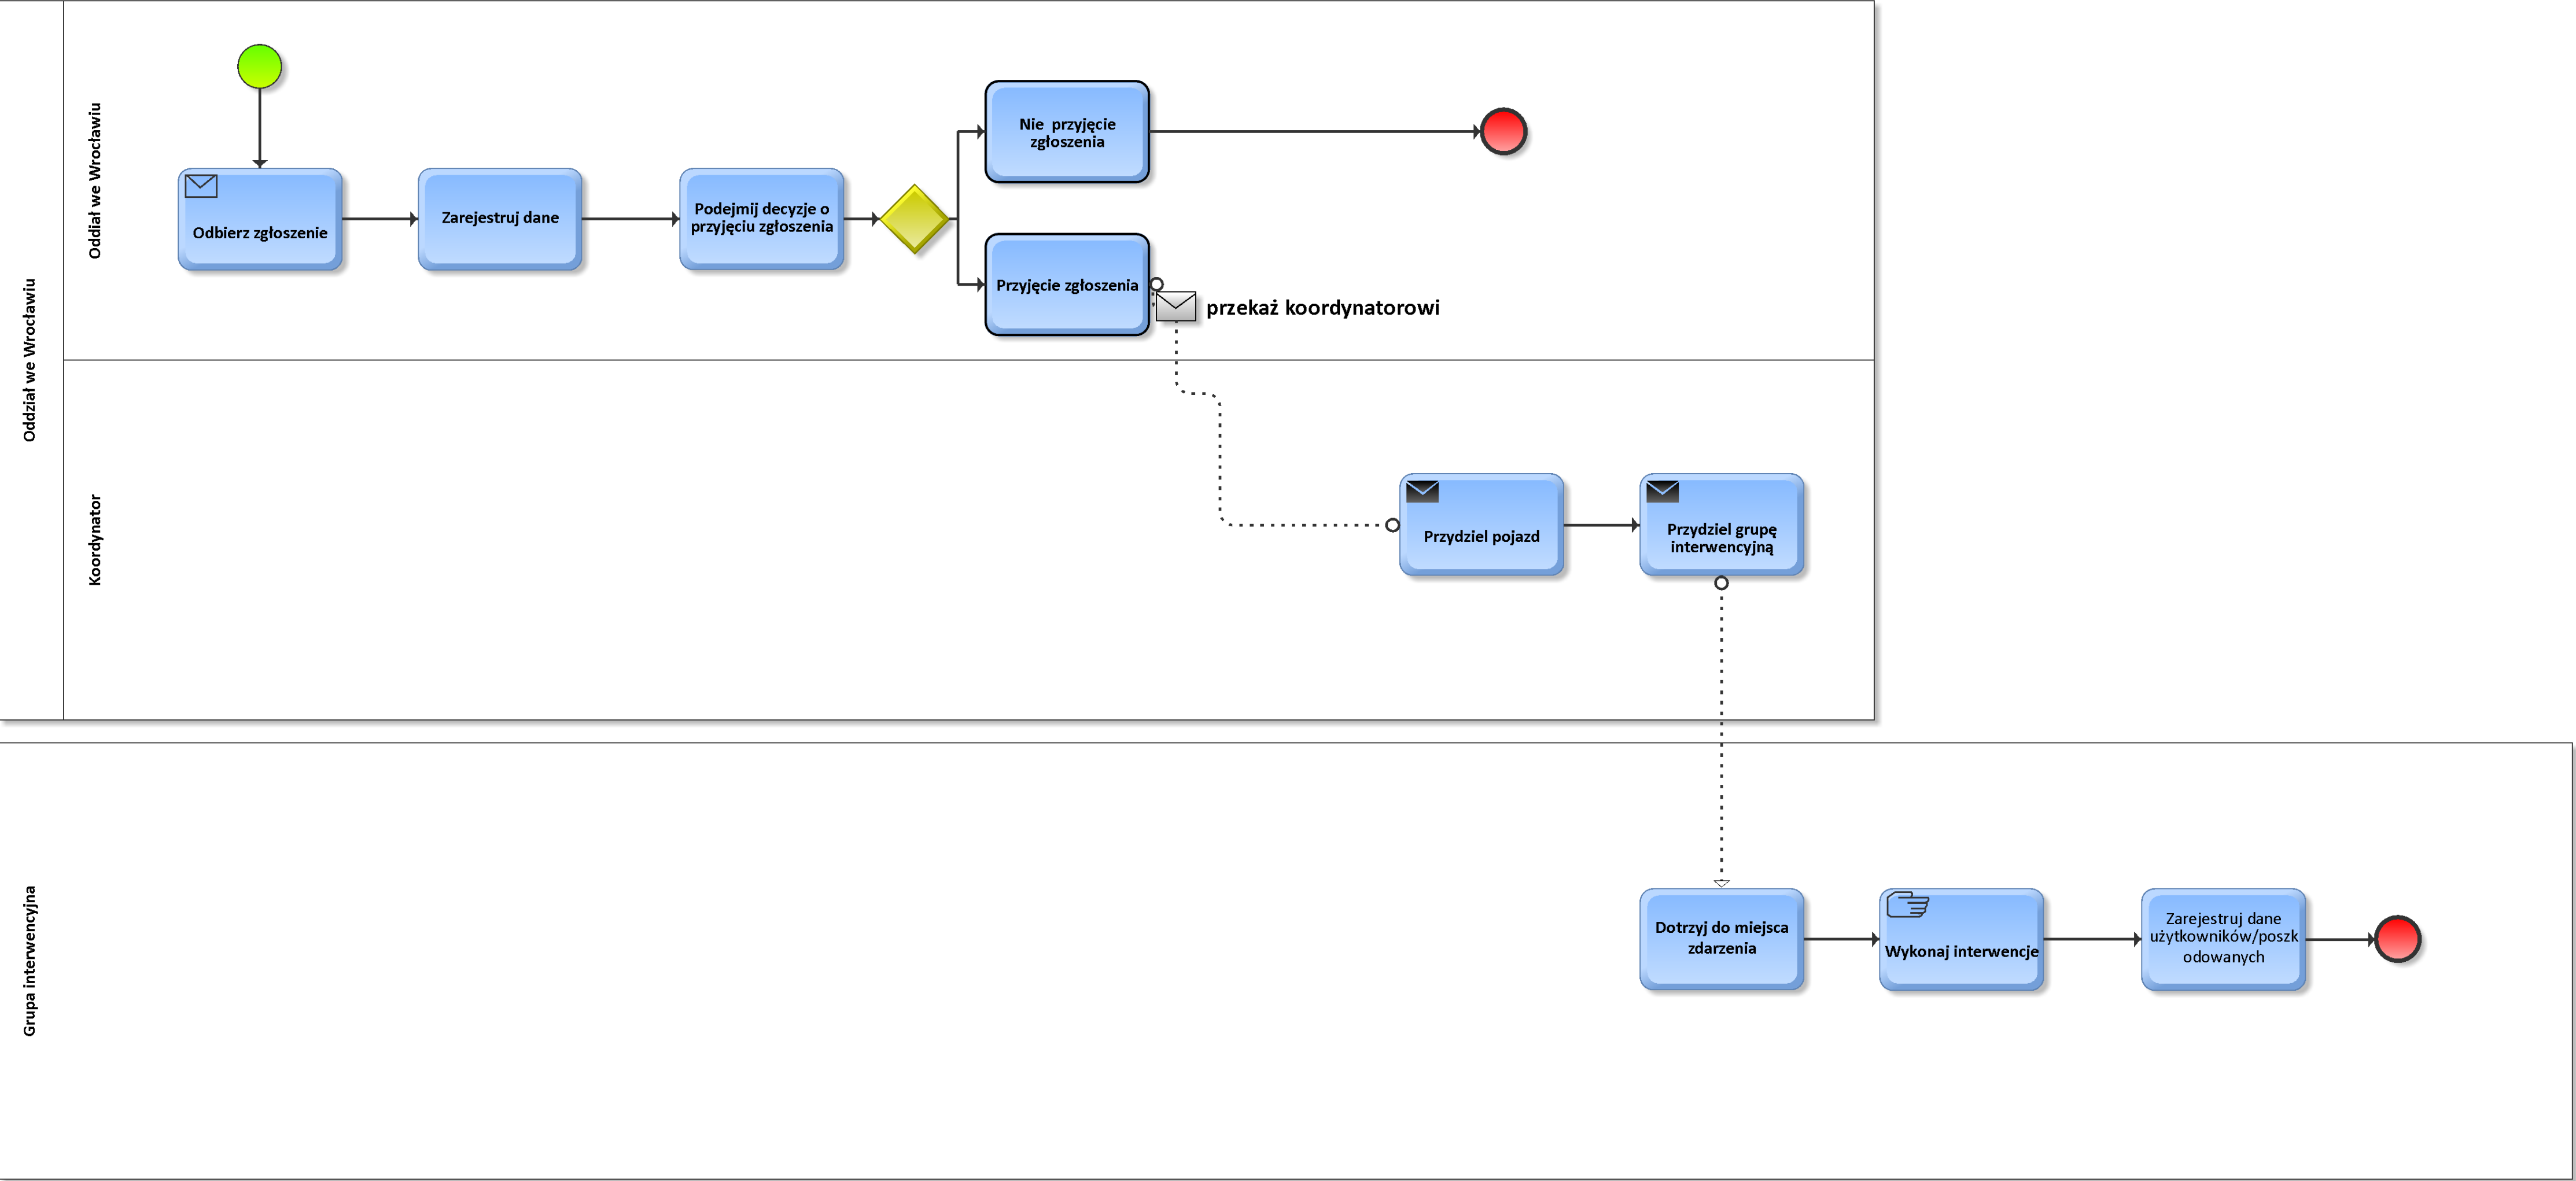 Oddział we Wrocławiu
Oddiał we Wrocławiu
Nie  przyjęcie
zgłoszenia
Odbierz zgłoszenie
Zarejestruj dane
Podejmij decyzje o
przyjęciu zgłoszenia
Przyjęcie zgłoszenia
przekaż koordynatorowi
Koordynator
Przydziel pojazd
Przydziel grupę
interwencyjną
Grupa interwencyjna
Dotrzyj do miejsca
zdarzenia
Wykonaj interwencje
Zarejestruj dane
użytkowników/poszk
odowanych